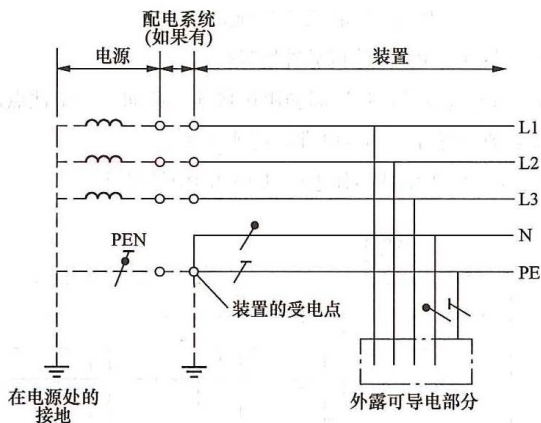 配电系统
(如果有)
电源
装置
L1
L2
L3
N
PEN
PE
装置的受电点
在电源处的
接地
外露可导电部分